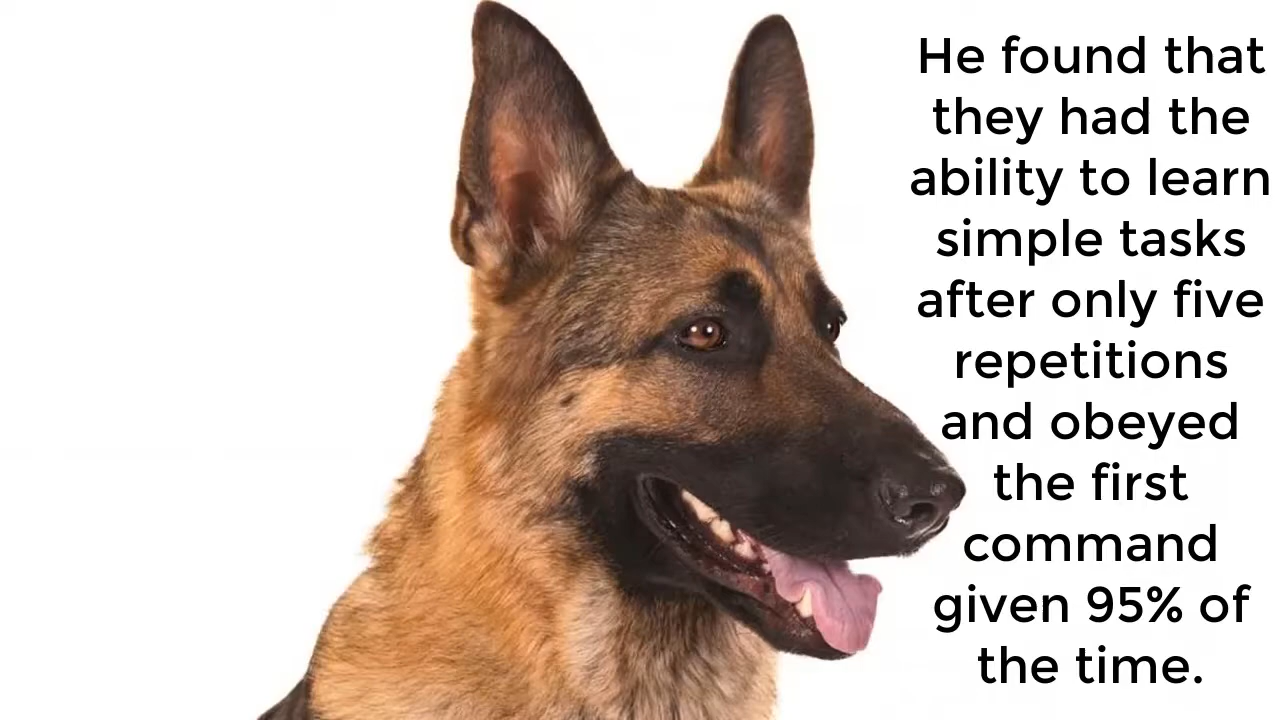 He found that
they had the
ability to learn
simple tasks
after only five
repetitions
and obeyed
the first
command
given 95% of
the time.